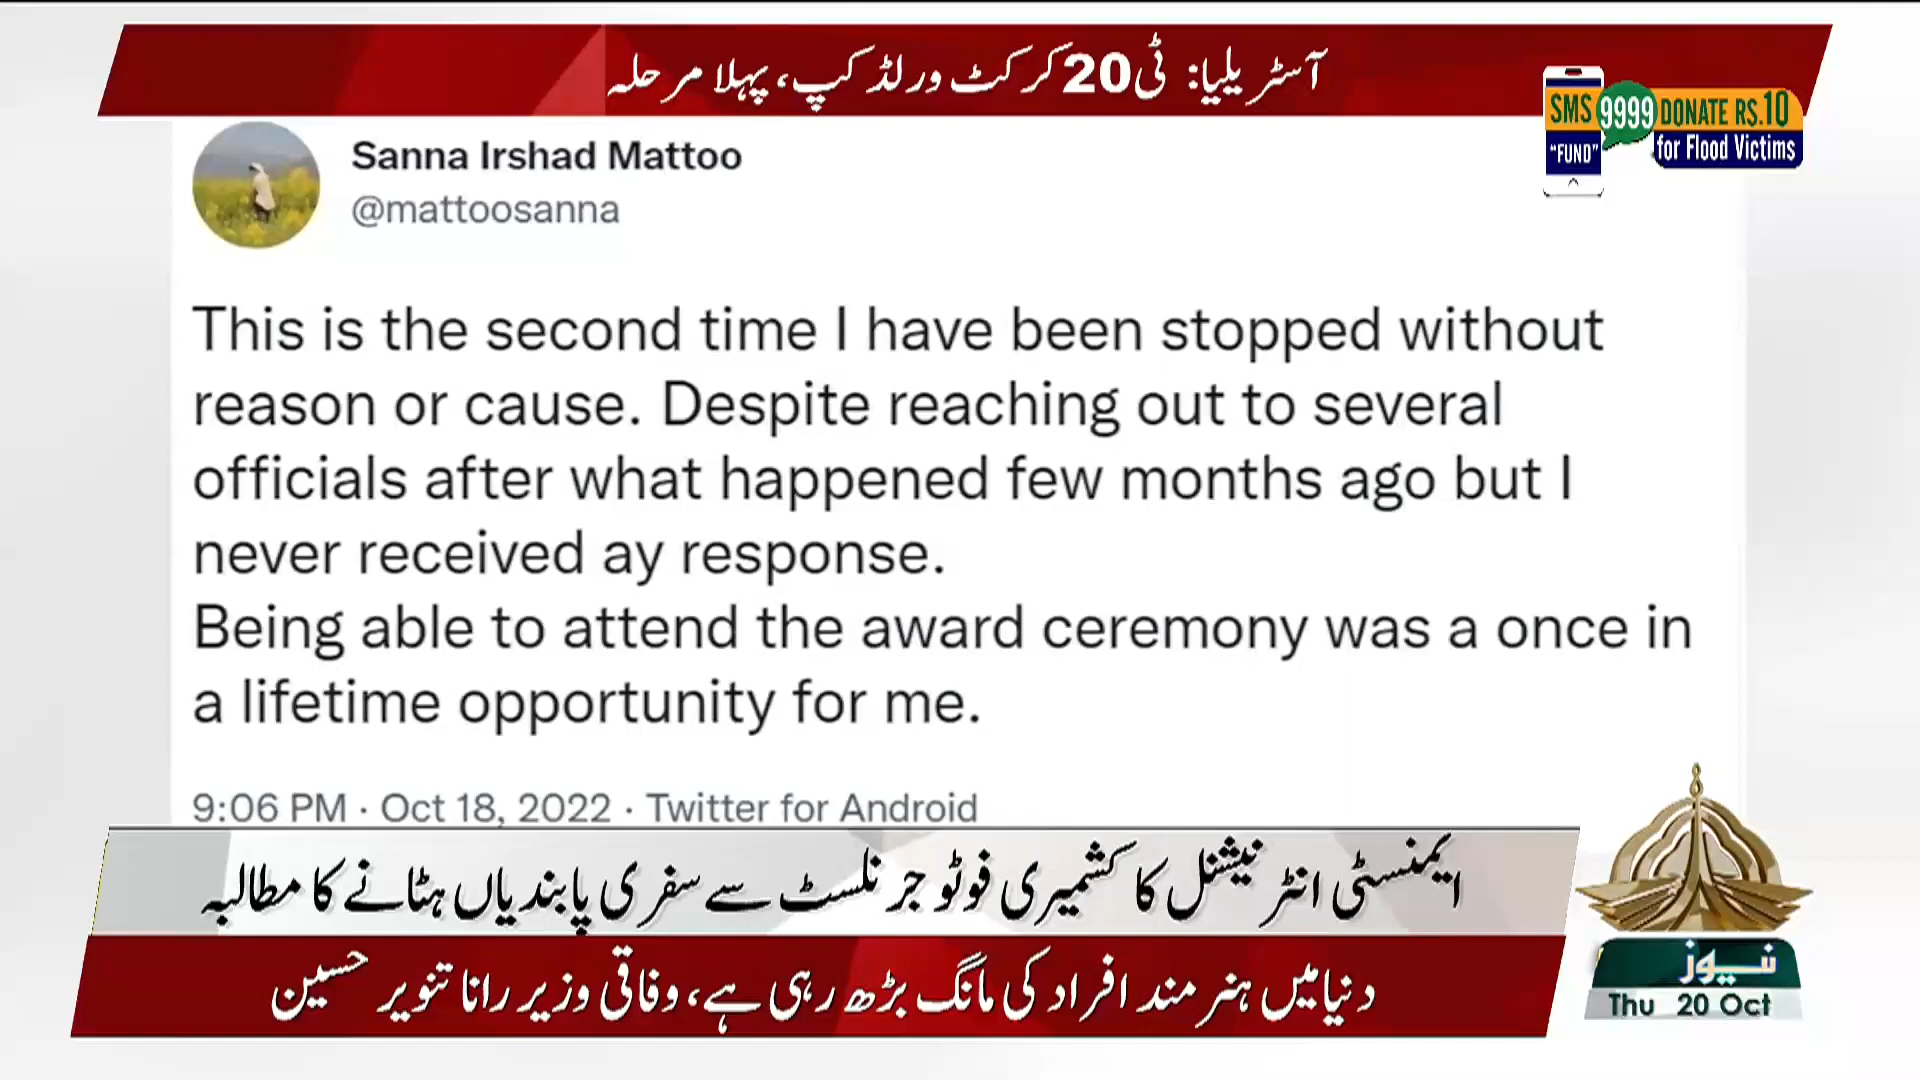 آسٹریلیا: ٹی20کرکٹ ورلڈ کپ، پہلا مرحلہ
SMS 9999 DONATE RS.10
"FUND" for Flood Victims
Sanna Irshad Mattoo
@mattoosanna
This is the second time I have been stopped without
reason or cause. Despite reaching out to several
officials after what happened few months ago but I
never received ay response.
Being able to attend the award ceremony was a once in
a lifetime opportunity for me.
9:06 PM · Oct 18, 2022 · Twitter for Android
ایمنسٹی انٹرنیشنل کا کشمیری فوٹو جرنلسٹ سے سفری پابندیاں ہٹانے کا مطالبہ
دنیا میں ہنر مند افراد کی مانگ بڑھ رہی ہے، وفاقی وزیر رانا تنویر حسین
نیوز
Thu 20 Oct